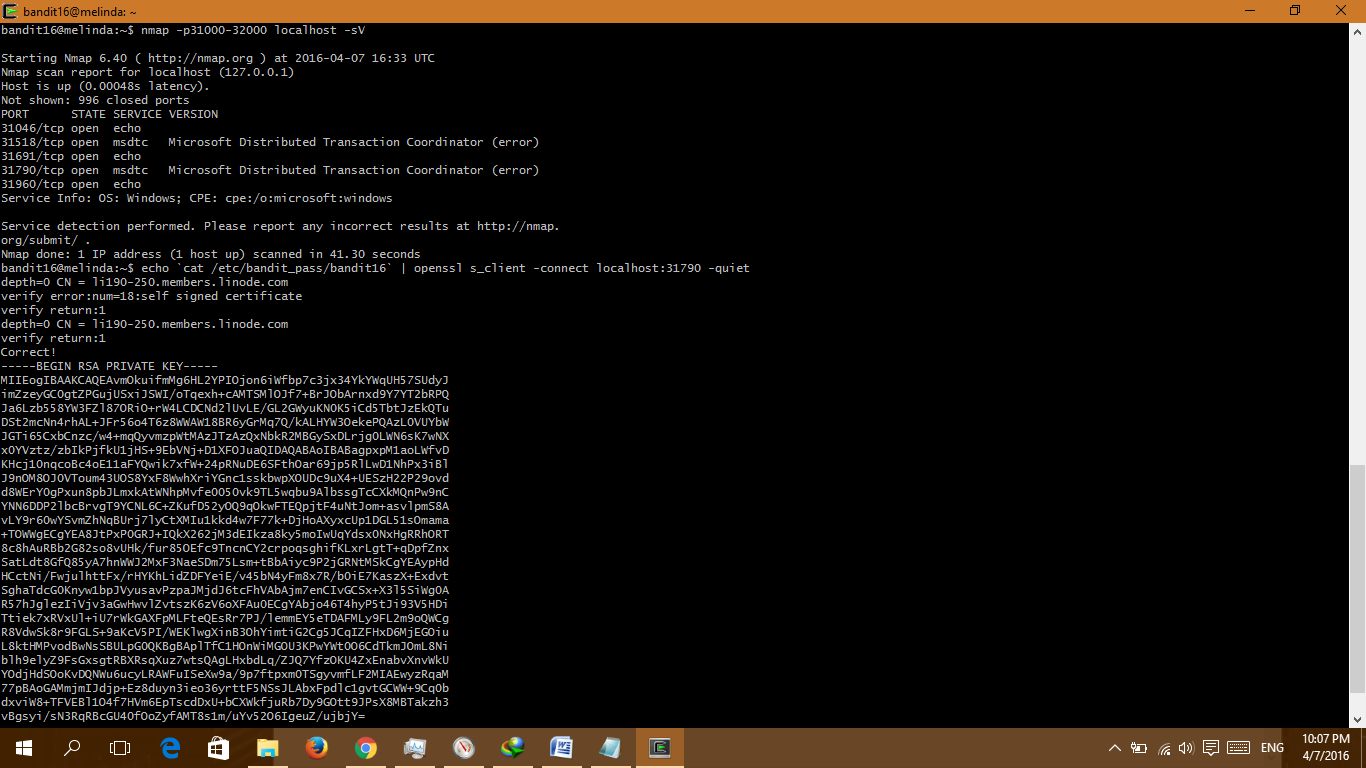 bandit16@melinda: ~
bandit16@melinda:~$ nmap -p31000-32000 localhost -sV
Starting Nmap 6.40 ( http://nmap.org ) at 2016-04-07 16:33 UTC
Nmap scan report for localhost (127.0.0.1)
Host is up (0.00048s latency).
Not shown: 996 closed ports
PORT      STATE SERVICE VERSION
31046/tcp open  echo
31518/tcp open  msdtc   Microsoft Distributed Transaction Coordinator (error)
31691/tcp open  echo
31790/tcp open  msdtc   Microsoft Distributed Transaction Coordinator (error)
31960/tcp open  echo
Service Info: OS: Windows; CPE: cpe:/o:microsoft:windows
Service detection performed. Please report any incorrect results at http://nmap.
org/submit/ .
Nmap done: 1 IP address (1 host up) scanned in 41.30 seconds
bandit16@melinda:~$ echo `cat /etc/bandit_pass/bandit16` | openssl s_client -connect localhost:31790 -quiet
depth=0 CN = li190-250.members.linode.com
verify error:num=18:self signed certificate
verify return:1
depth=0 CN = li190-250.members.linode.com
verify return:1
Correct!
-----BEGIN RSA PRIVATE KEY-----
MIIEogIBAAKCAQEAvmOkuifmMg6HL2YPIOjon6iWfbp7c3jx34YkYWqUH57SUdyJ
imZzeyGC0gtZPGujUSxiJSWI/oTqexh+cAMTSMlOJf7+BrJObArnxd9Y7YT2bRPQ
Ja6Lzb558YW3FZl87ORiO+rW4LCDCNd2lUvLE/GL2GWyuKN0K5iCd5TbtJzEkQTu
DSt2mcNn4rhAL+JFr56o4T6z8WWAW18BR6yGrMq7Q/kALHYW3OekePQAzL0VUYbW
JGTi65CxbCnzc/w4+mqQyvmzpWtMAzJTzAzQxNbkR2MBGySxDLrjg0LWN6sK7wNX
x0YVztz/zbIkPjfkU1jHS+9EbVNj+D1XFOJuaQIDAQABAoIBABagpxpM1aoLWfvD
KHcj10nqcoBc4oE11aFYQwik7xfW+24pRNuDE6SFthOar69jp5RlLwD1NhPx3iBl
J9nOM8OJ0VToum43UOS8YxF8WwhXriYGnc1sskbwpXOUDc9uX4+UESzH22P29ovd
d8WErY0gPxun8pbJLmxkAtWNhpMvfe0050vk9TL5wqbu9AlbssgTcCXkMQnPw9nC
YNN6DDP2lbcBrvgT9YCNL6C+ZKufD52yOQ9qOkwFTEQpjtF4uNtJom+asvlpmS8A
vLY9r60wYSvmZhNqBUrj7lyCtXMIu1kkd4w7F77k+DjHoAXyxcUp1DGL51sOmama
+TOWWgECgYEA8JtPxP0GRJ+IQkX262jM3dEIkza8ky5moIwUqYdsx0NxHgRRhORT
8c8hAuRBb2G82so8vUHk/fur85OEfc9TncnCY2crpoqsghifKLxrLgtT+qDpfZnx
SatLdt8GfQ85yA7hnWWJ2MxF3NaeSDm75Lsm+tBbAiyc9P2jGRNtMSkCgYEAypHd
HCctNi/FwjulhttFx/rHYKhLidZDFYeiE/v45bN4yFm8x7R/b0iE7KaszX+Exdvt
SghaTdcG0Knyw1bpJVyusavPzpaJMjdJ6tcFhVAbAjm7enCIvGCSx+X3l5SiWg0A
R57hJglezIiVjv3aGwHwvlZvtszK6zV6oXFAu0ECgYAbjo46T4hyP5tJi93V5HDi
Ttiek7xRVxUl+iU7rWkGAXFpMLFteQEsRr7PJ/lemmEY5eTDAFMLy9FL2m9oQWCg
R8VdwSk8r9FGLS+9aKcV5PI/WEKlwgXinB3OhYimtiG2Cg5JCqIZFHxD6MjEGOiu
L8ktHMPvodBwNsSBULpG0QKBgBAplTfC1HOnWiMGOU3KPwYWt0O6CdTkmJOmL8Ni
blh9elyZ9FsGxsgtRBXRsqXuz7wtsQAgLHxbdLq/ZJQ7YfzOKU4ZxEnabvXnvWkU
YOdjHdSOoKvDQNWu6ucyLRAWFuISeXw9a/9p7ftpxm0TSgyvmfLF2MIAEwyzRqaM
77pBAoGAMmjmIJdjp+Ez8duyn3ieo36yrttF5NSsJLAbxFpdlc1gvtGCWW+9Cq0b
dxviW8+TFVEBl1O4f7HVm6EpTscdDxU+bCXWkfjuRb7Dy9GOtt9JPsX8MBTakzh3
vBgsyi/sN3RqRBcGU40fOoZyfAMT8s1m/uYv52O6IgeuZ/ujbjY=
ENG
10:07 PM
4/7/2016